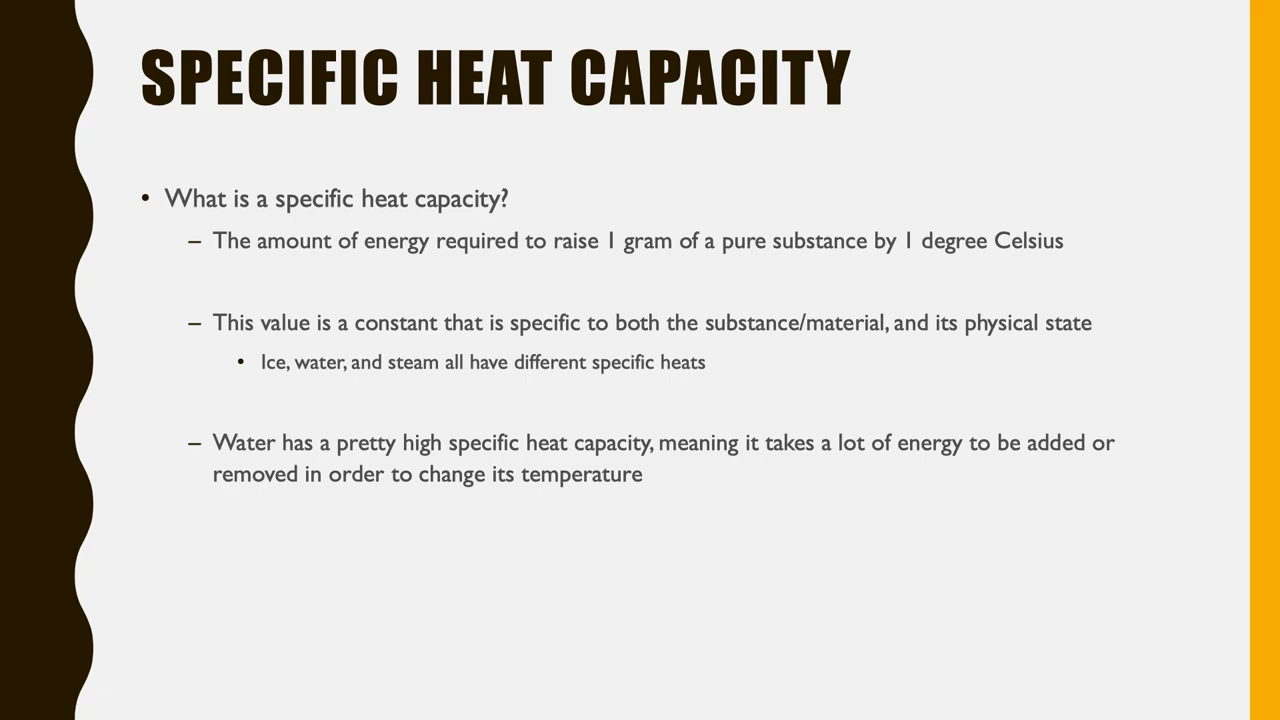 SPECIFIC HEAT CAPACITY
• What is a specific heat capacity?
– The amount of energy required to raise 1 gram of a pure substance by 1 degree Celsius
– This value is a constant that is specific to both the substance/material, and its physical state
• Ice, water, and steam all have different specific heats
– Water has a pretty high specific heat capacity, meaning it takes a lot of energy to be added or
removed in order to change its temperature